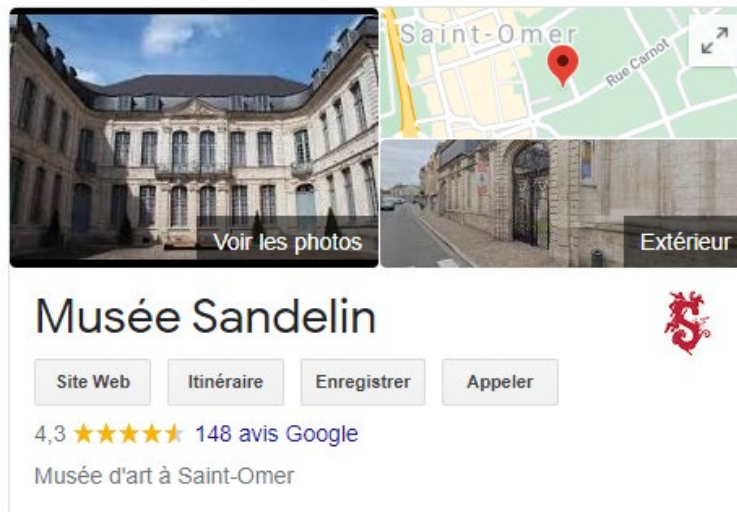 Saint-Omer
Rue Carnot
Voir les photos
Extérieur
Musée Sandelin
S
Site Web
Itinéraire
Enregistrer
Appeler
4,3 148 avis Google
Musée d'art à Saint-Omer